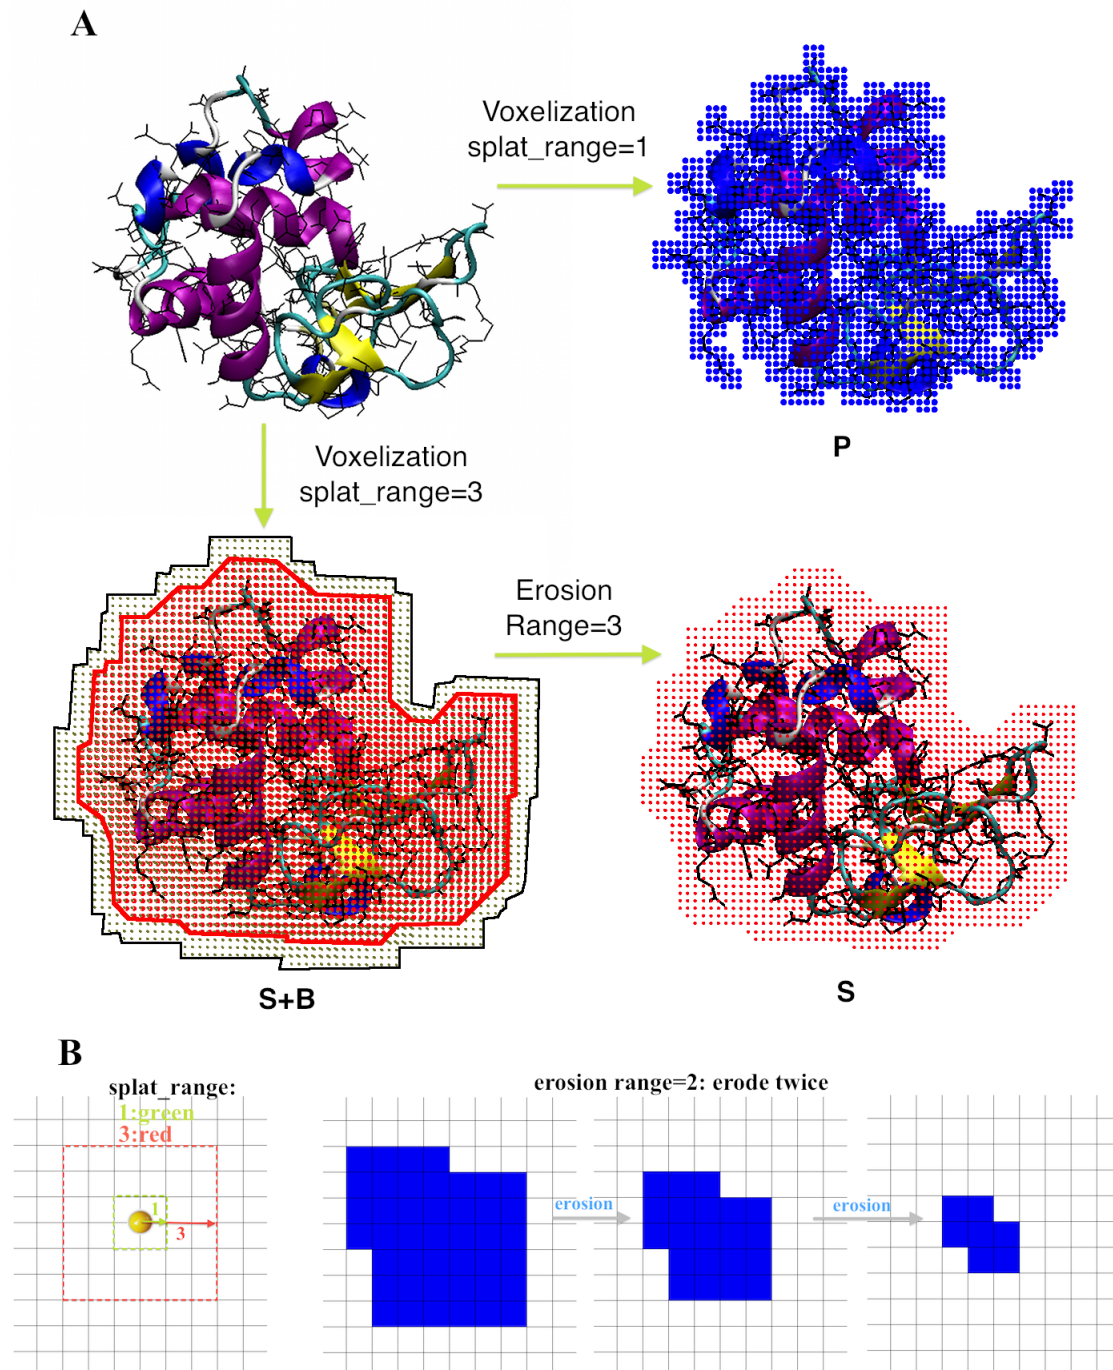 A
Voxelization
splat_range=1
P
Voxelization
splat_range=3
Erosion
Range=3
S+B
S
B
splat_range:
1:green
3:red
1
3
erosion range=2: erode twice
erosion
erosion